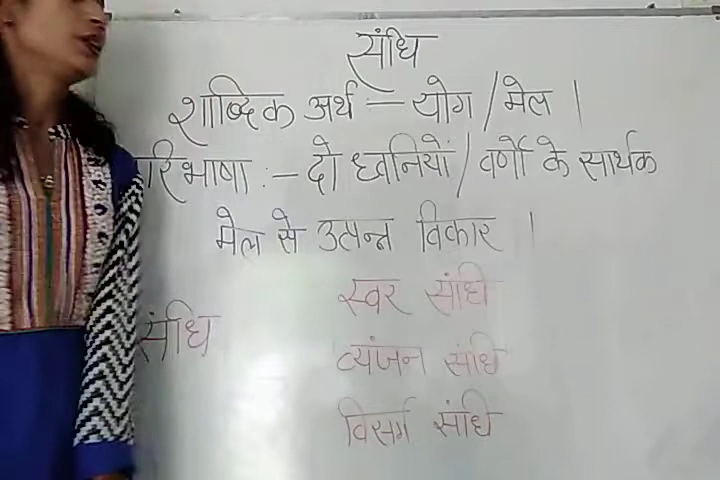 संधि
शाब्दिक अर्थ — योग / मेल ।
रिभाषा :- दो ध्वनियों / वर्णों के सार्थक
मेल से उत्पन्न विकार ।
स्वर संधि
संधि
व्यंजन संधि
विसर्ग संधि